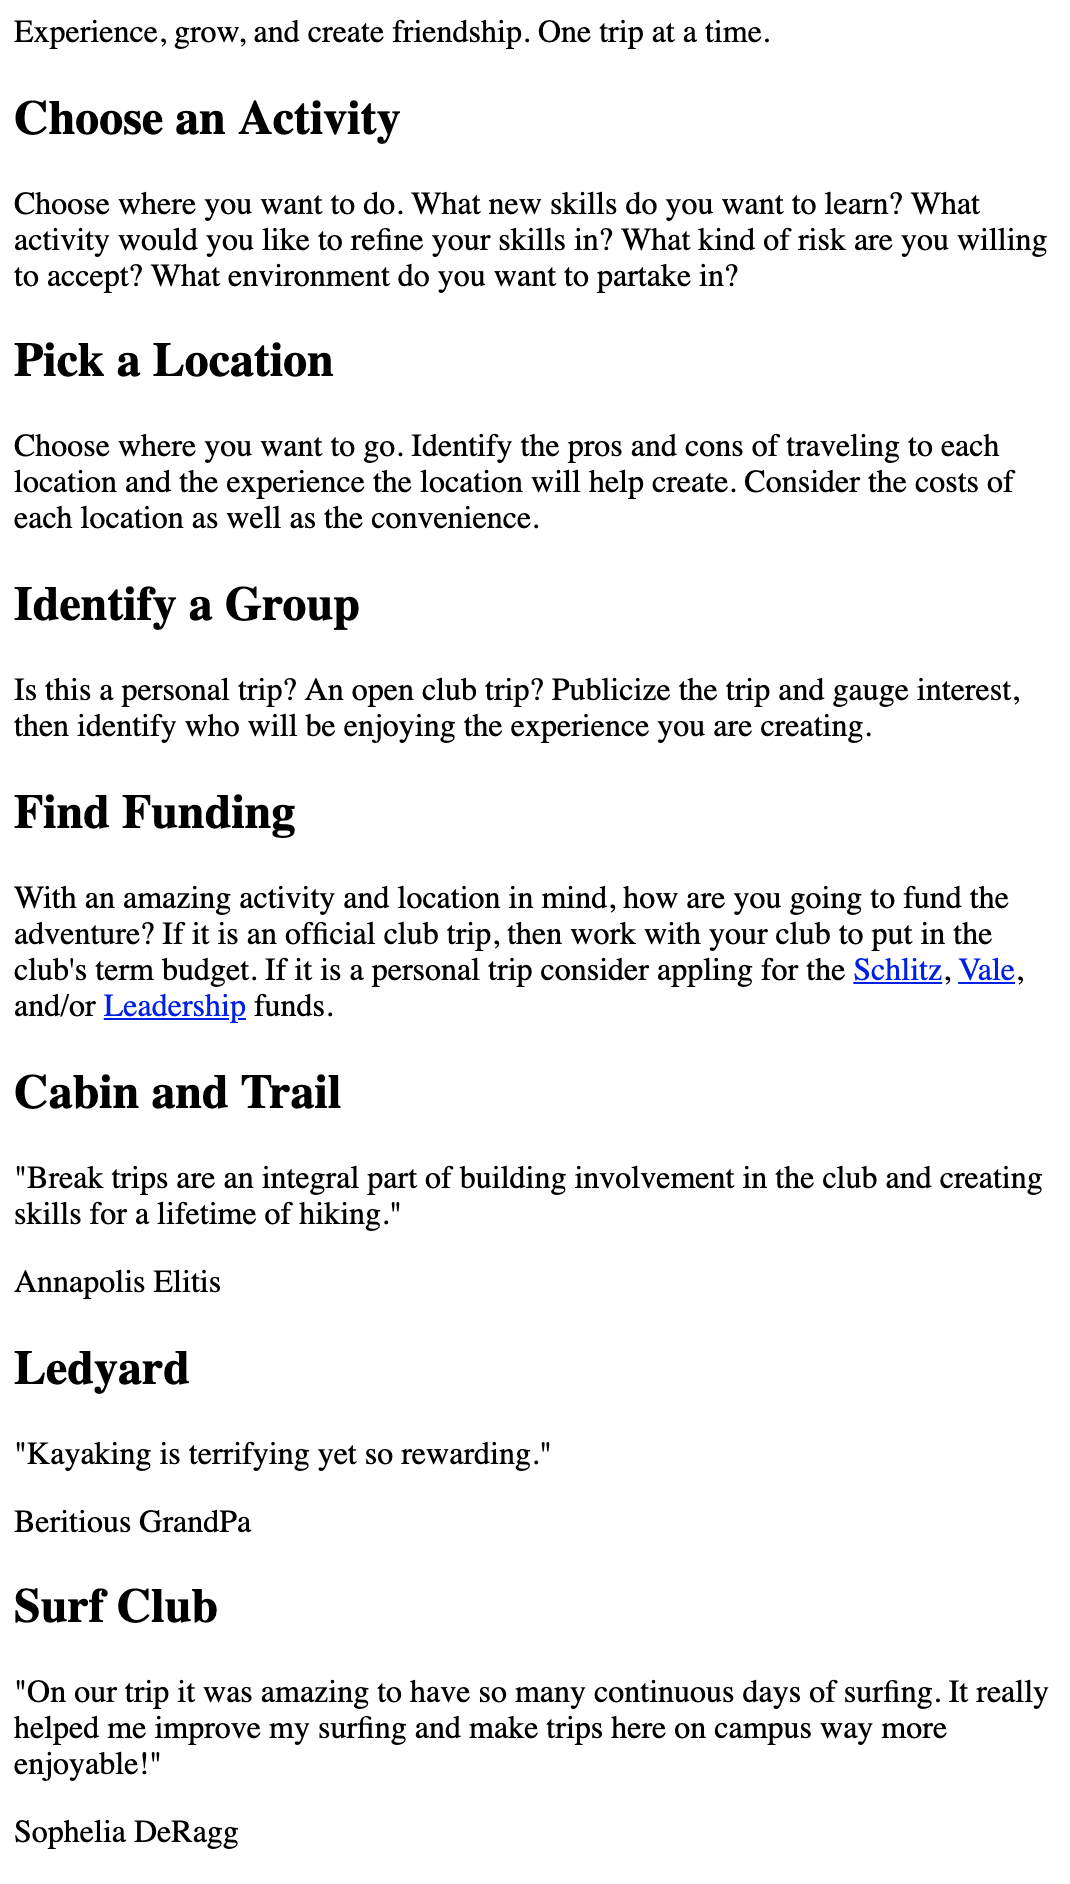 Experience, grow, and create friendship. One trip at a time.
Choose an Activity
Choose where you want to do. What new skills do you want to learn? What
activity would you like to refine your skills in? What kind of risk are you willing
to accept? What environment do you want to partake in?
Pick a Location
Choose where you want to go. Identify the pros and cons of traveling to each
location and the experience the location will help create. Consider the costs of
each location as well as the convenience.
Identify a Group
Is this a personal trip? An open club trip? Publicize the trip and gauge interest,
then identify who will be enjoying the experience you are creating.
Find Funding
With an amazing activity and location in mind, how are you going to fund the
adventure? If it is an official club trip, then work with your club to put in the
club's term budget. If it is a personal trip consider appling for the Schlitz, Vale,
and/or Leadership funds.
Cabin and Trail
"Break trips are an integral part of building involvement in the club and creating
skills for a lifetime of hiking."
Annapolis Elitis
Ledyard
"Kayaking is terrifying yet so rewarding."
Beritious GrandPa
Surf Club
"On our trip it was amazing to have so many continuous days of surfing. It really
helped me improve my surfing and make trips here on campus way more
enjoyable!"
Sophelia DeRagg